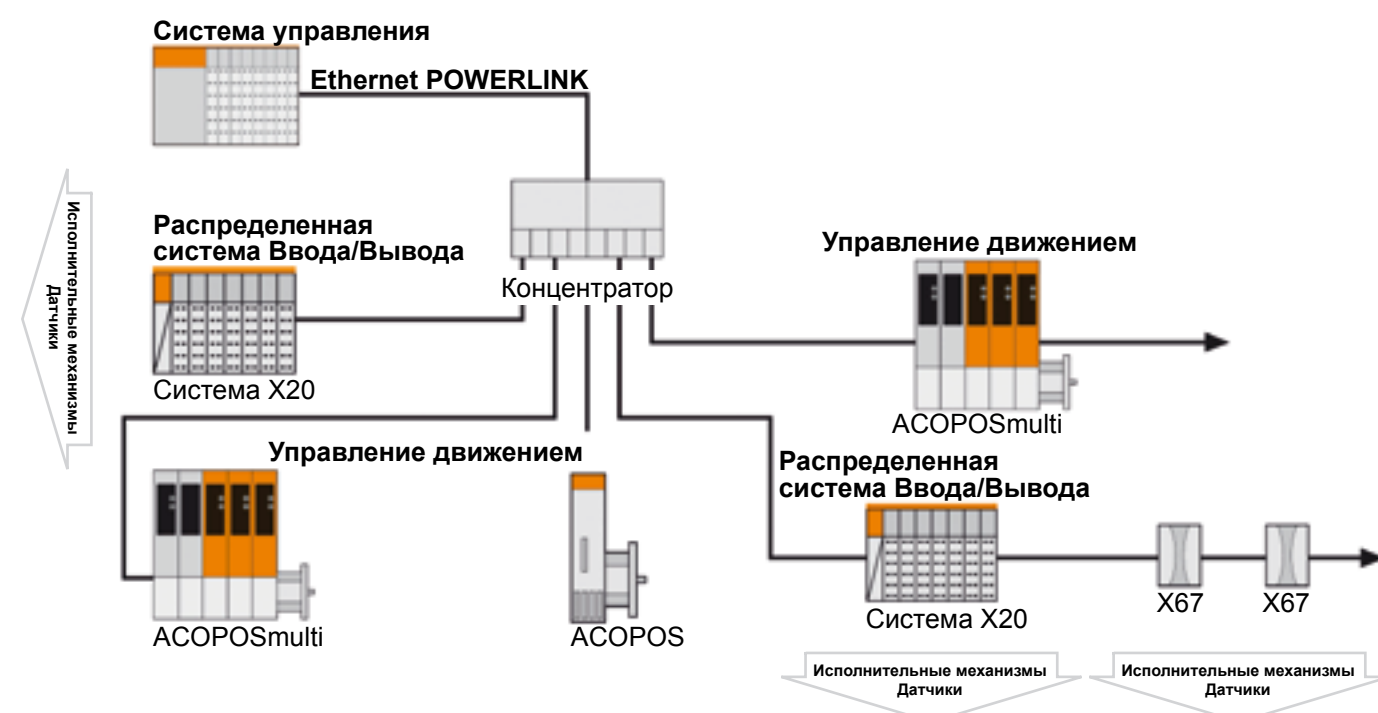 Система управления
Ethernet POWERLINK
Исполнительные механизмы
Датчики
Распределенная
система Ввода/Вывода
Концентратор
Управление движением
Система X20
ACOPOSmulti
Управление движением
Распределенная
система Ввода/Вывода
ACOPOSmulti
ACOPOS
Система X20
X67
X67
Исполнительные механизмы
Датчики
Исполнительные механизмы
Датчики